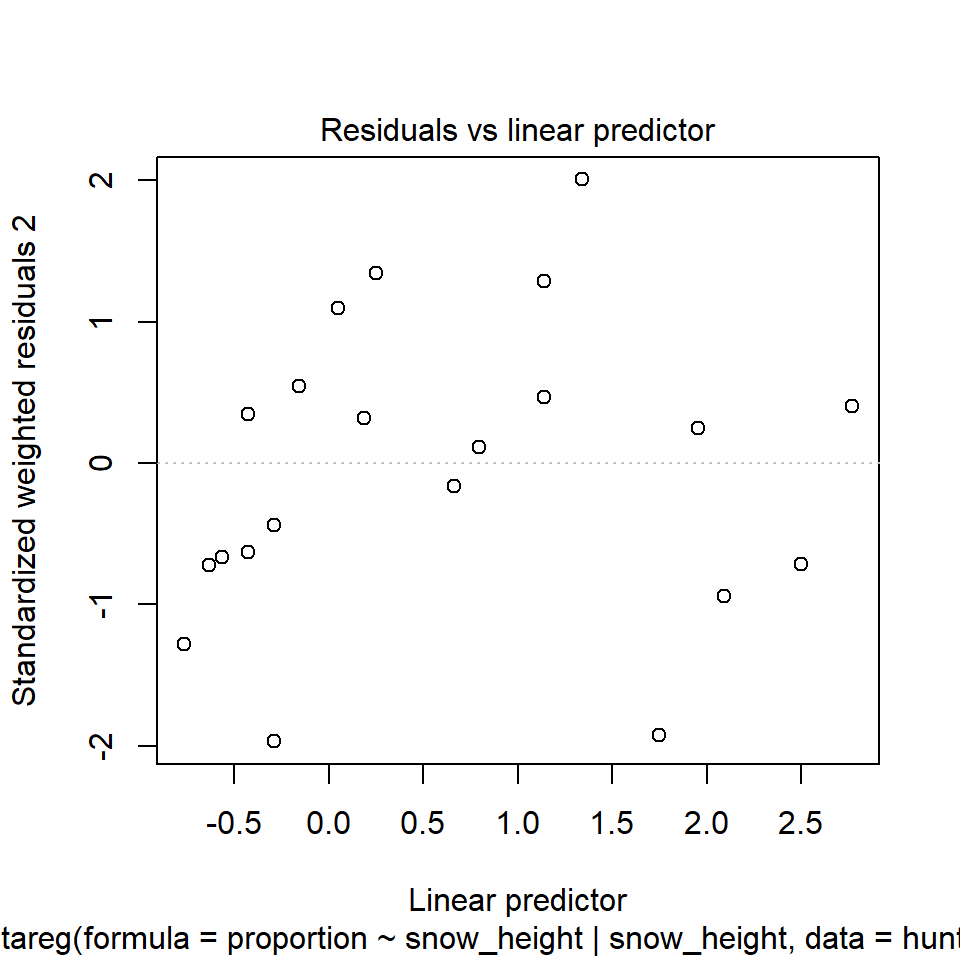 Residuals vs linear predictor
Standardized weighted residuals 2
2
1
0
-1
-2
-0.5 0.0 0.5 1.0 1.5 2.0 2.5
Linear predictor
tareg(formula = proportion ~ snow_height | snow_height, data = hunt